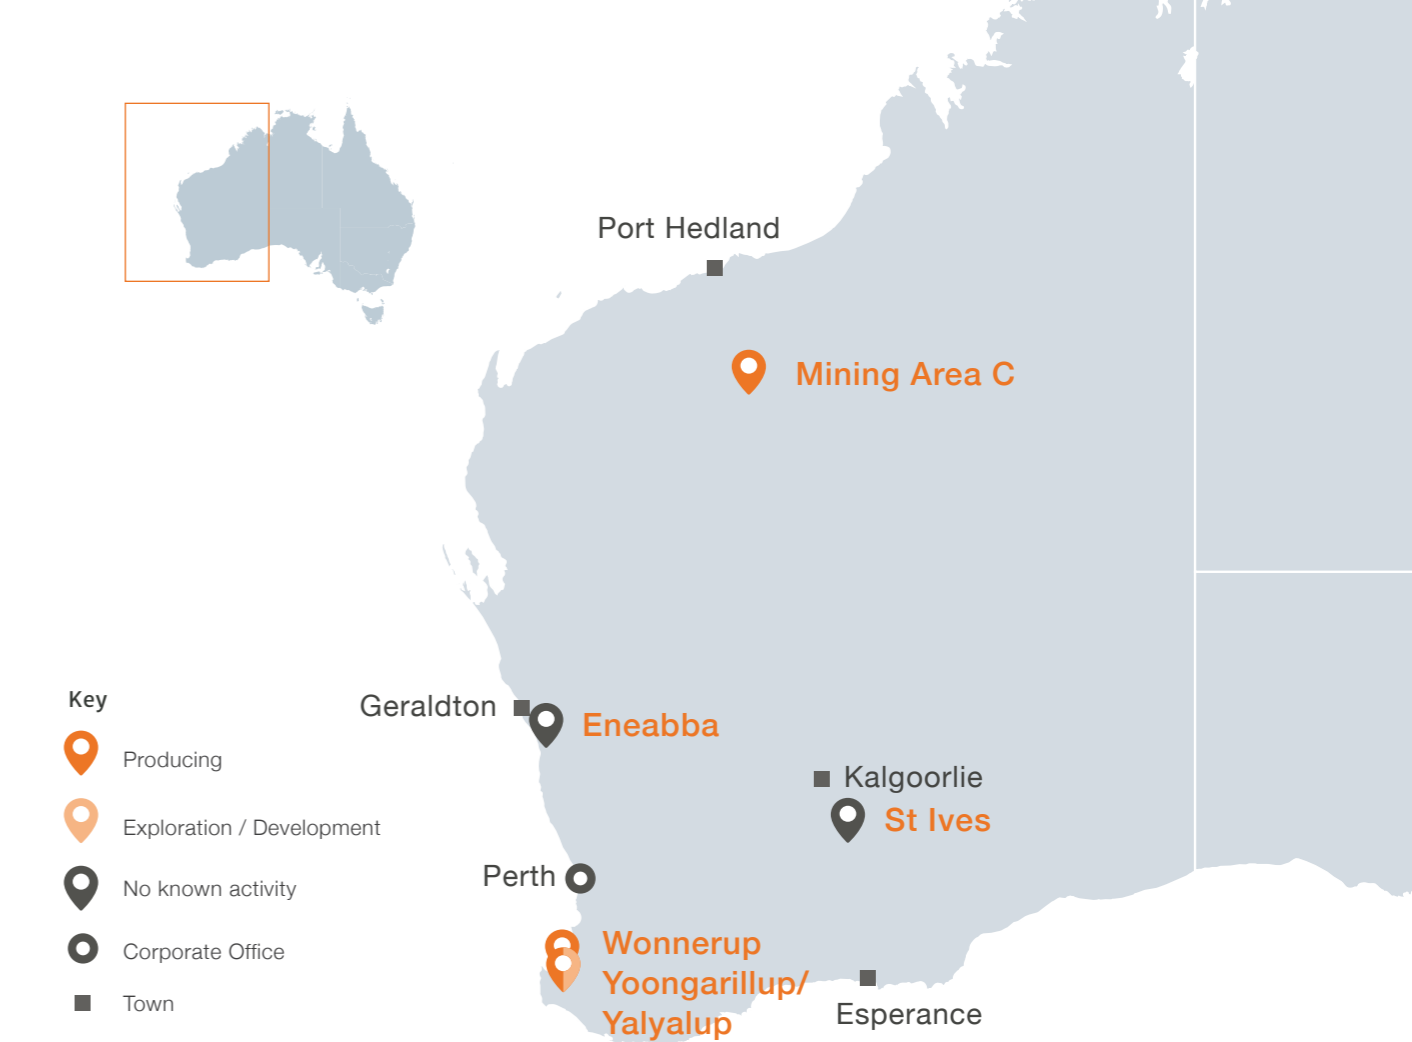 Port Hedland
Mining Area C
Key
Geraldton
Eneabba
Producing
Kalgoorlie
St Ives
Exploration / Development
Perth
No known activity
Wonnerup
Corporate Office
Yoongarillup/
Yalyalup
Town
Esperance